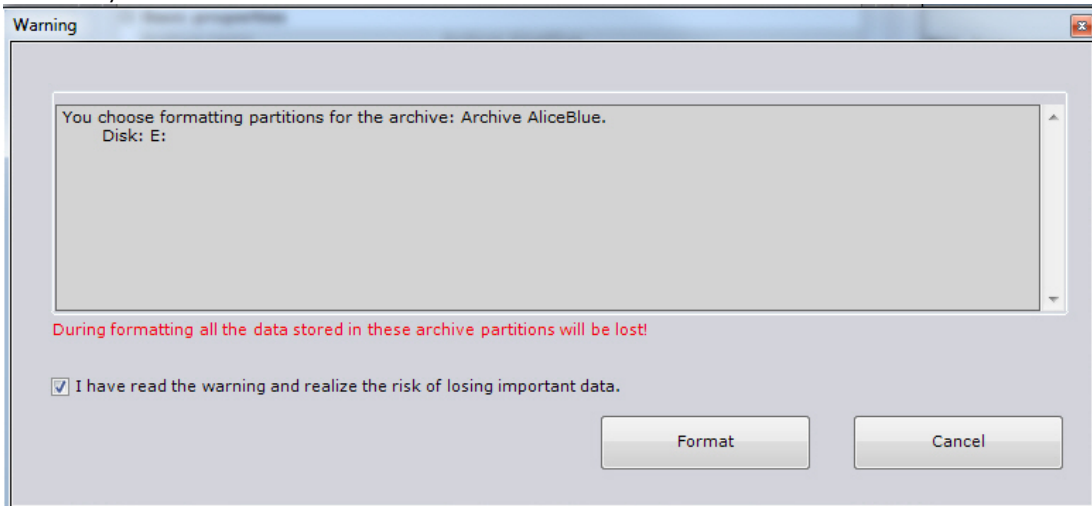 Warning
You choose formatting partitions for the archive: Archive AliceBlue.
Disk: E:
During formatting all the data stored in these archive partitions will be lost!
I have read the warning and realize the risk of losing important data.
Format
Cancel